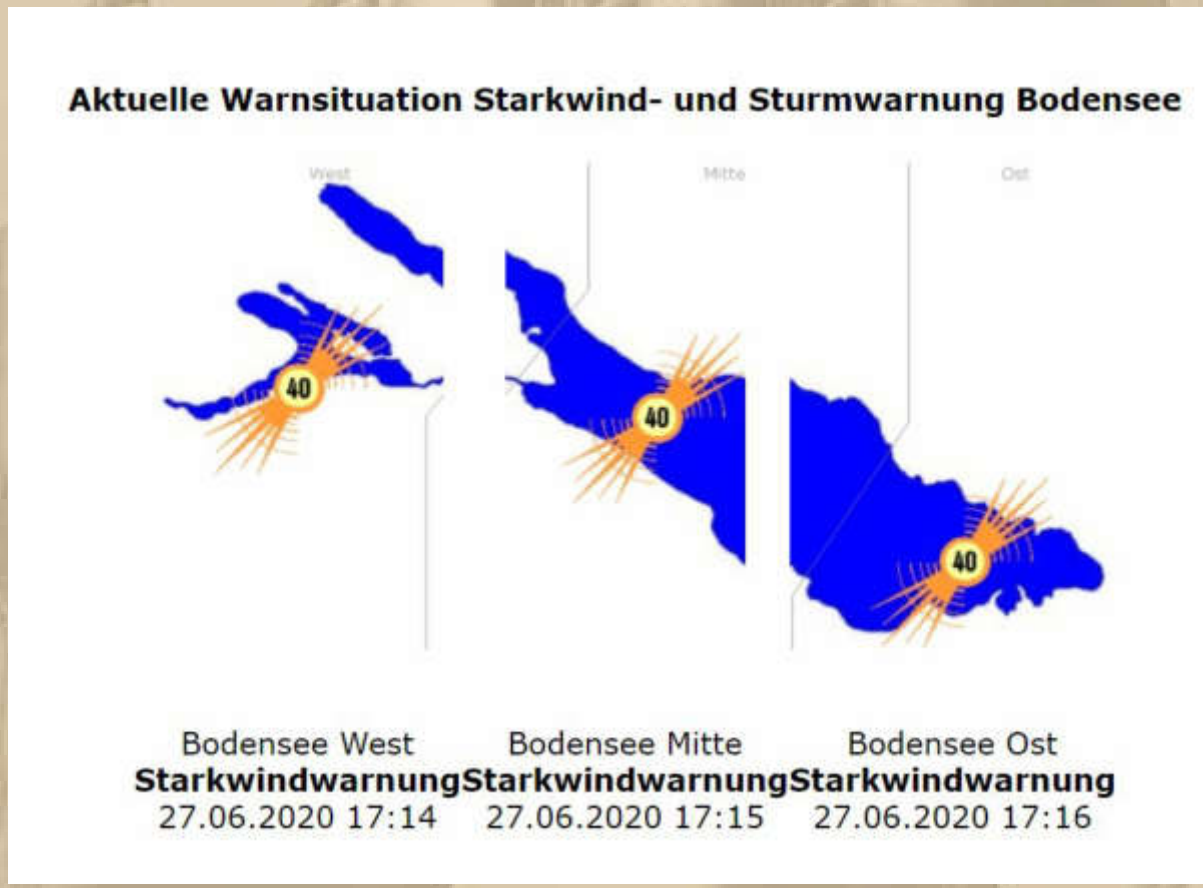 Aktuelle Warnsituation Starkwind- und Sturmwarnung Bodensee
West
Mitte
Ost
40
40
40
Bodensee West
Starkwindwarnung
27.06.2020 17:14
Bodensee Mitte
Starkwindwarnung
27.06.2020 17:15
Bodensee Ost
Starkwindwarnung
27.06.2020 17:16